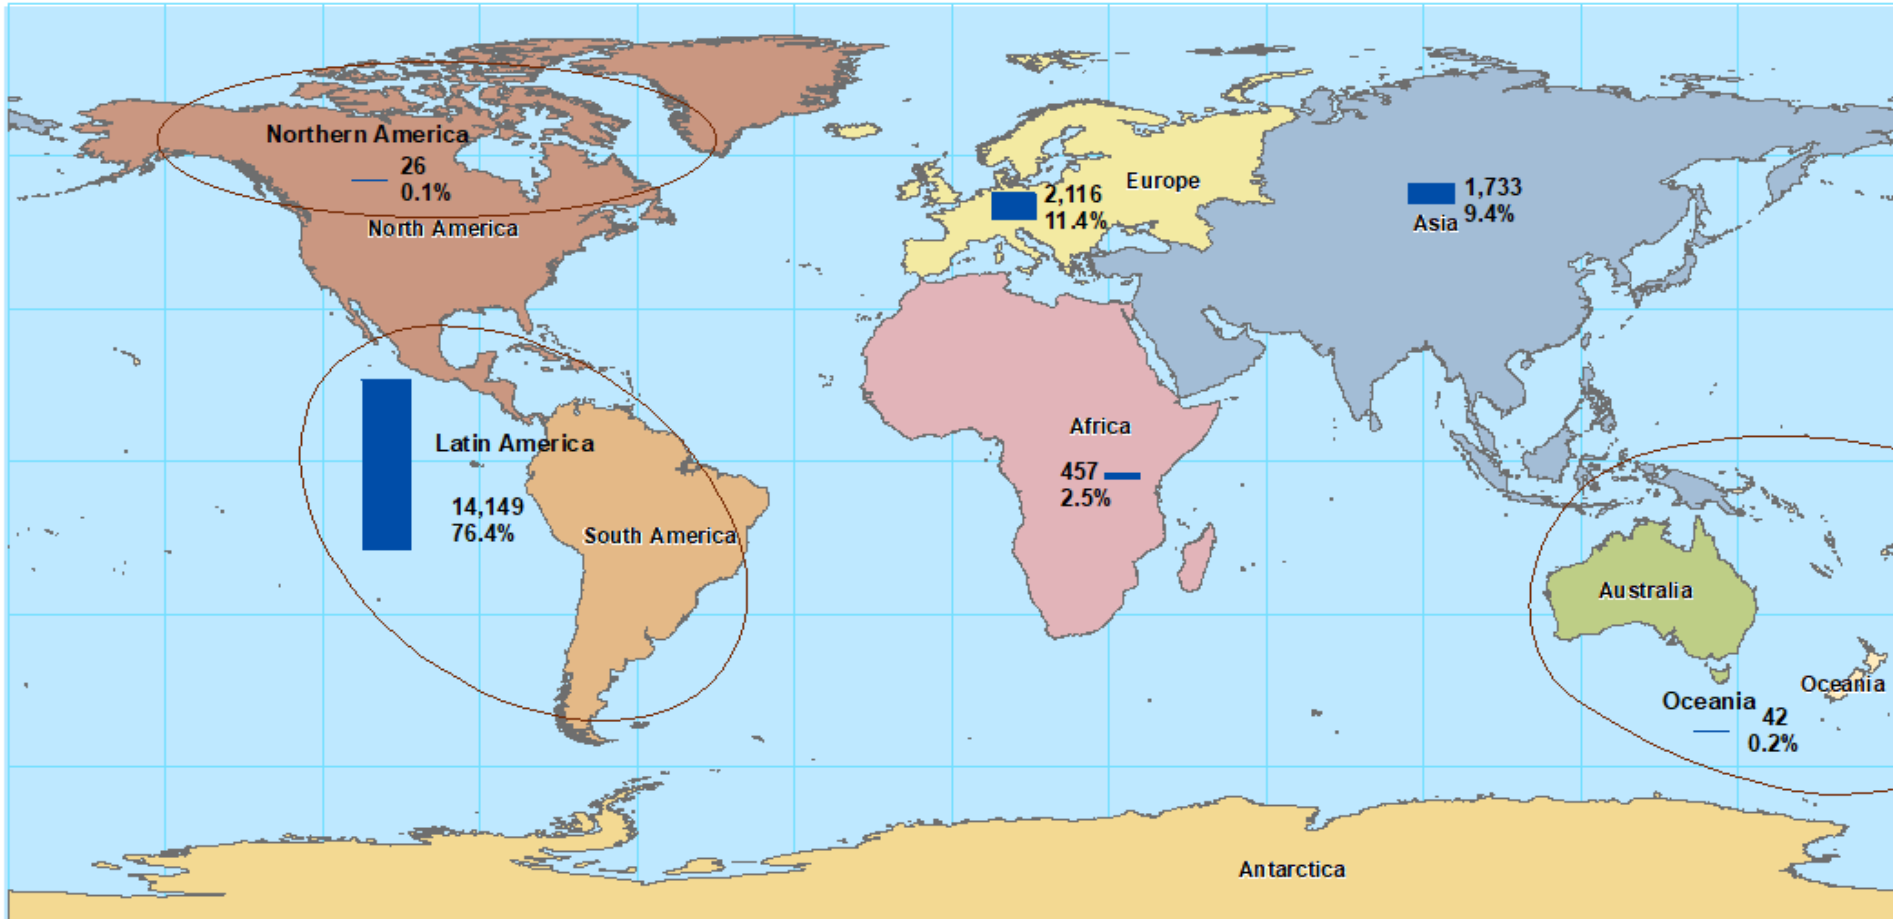 Northern America
26
0.1%
North America
2,116
11.4%
Europe
1,733
9.4%
Asia
Latin America
14,149
76.4%
South America
Africa
457
2.5%
Australia
Oceania
Oceania
42
0.2%
Antarctica